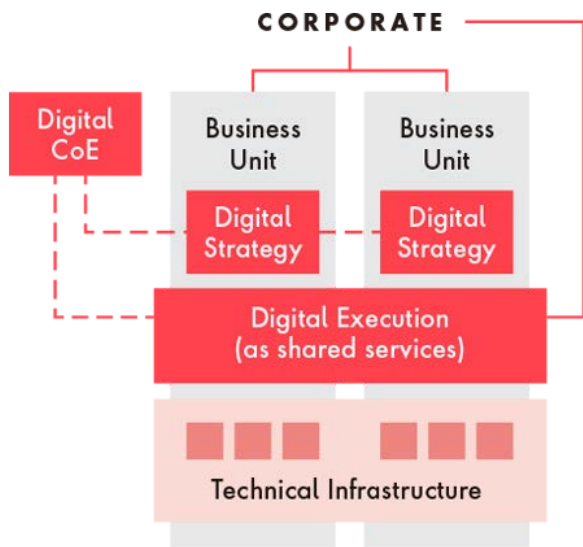 CORPORATE
Digital
CoE
Business
Unit
Business
Unit
Digital
Strategy
Digital
Strategy
Digital Execution
(as shared services)
Technical Infrastructure